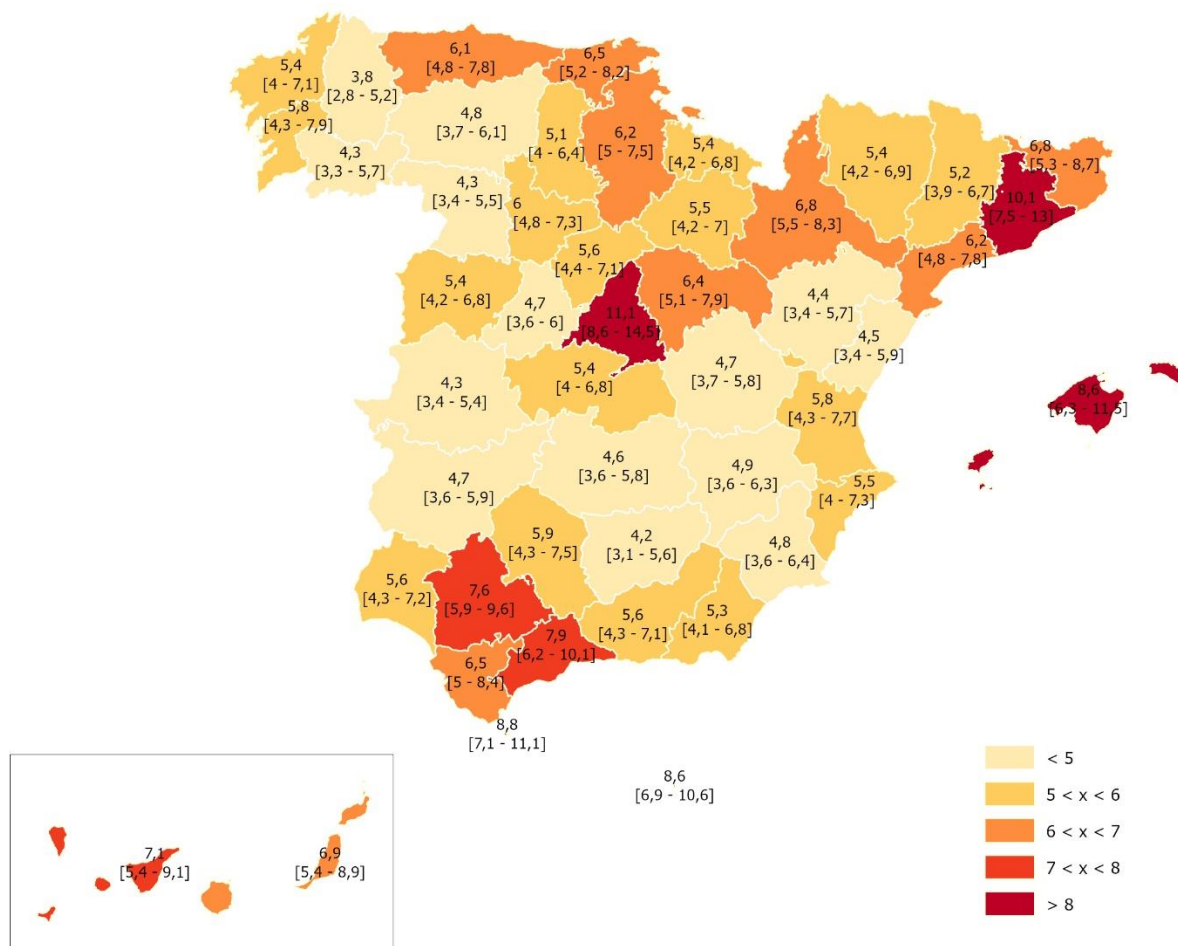 6,1
[4,8 - 7,8]
6,5
[5,2 - 8,2]
5,4
[4 - 7,1]
3,8
[2,8 - 5,2]
5,8
[4,3 - 7,9]
4,8
[3,7 - 6,1]
5,1
[4 - 6,4]
6,2
[5 - 7,5]
5,4
[4,2 - 6,8]
4,3
[3,3 - 5,7]
4,3
[3,4 - 5,5]
6
[4,8 - 7,3]
5,5
[4,2 - 7]
6,8
[5,5 - 8,3]
5,4
[4,2 - 6,9]
5,2
[3,9 - 6,7]
6,8
[5,3 - 8,7]
10,1
[7,5 - 13]
6,2
[4,8 - 7,8]
5,6
[4,4 - 7,1]
5,4
[4,2 - 6,8]
4,7
[3,6 - 6]
11,1
[8,6 - 14,5]
6,4
[5,1 - 7,9]
4,4
[3,4 - 5,7]
4,5
[3,4 - 5,9]
4,3
[3,4 - 5,4]
5,4
[4 - 6,8]
4,7
[3,7 - 5,8]
5,8
[4,3 - 7,7]
8,6
[6,3 - 11,5]
4,7
[3,6 - 5,9]
4,6
[3,6 - 5,8]
4,9
[3,6 - 6,3]
5,5
[4 - 7,3]
5,9
[4,3 - 7,5]
4,2
[3,1 - 5,6]
4,8
[3,6 - 6,4]
5,6
[4,3 - 7,2]
7,6
[5,9 - 9,6]
7,9
[6,2 - 10,1]
5,6
[4,3 - 7,1]
5,3
[4,1 - 6,8]
6,5
[5 - 8,4]
8,8
[7,1 - 11,1]
8,6
[6,9 - 10,6]
7,1
[5,4 - 9,1]
6,9
[5,4 - 8,9]
< 5
5 < x < 6
6 < x < 7
7 < x < 8
> 8